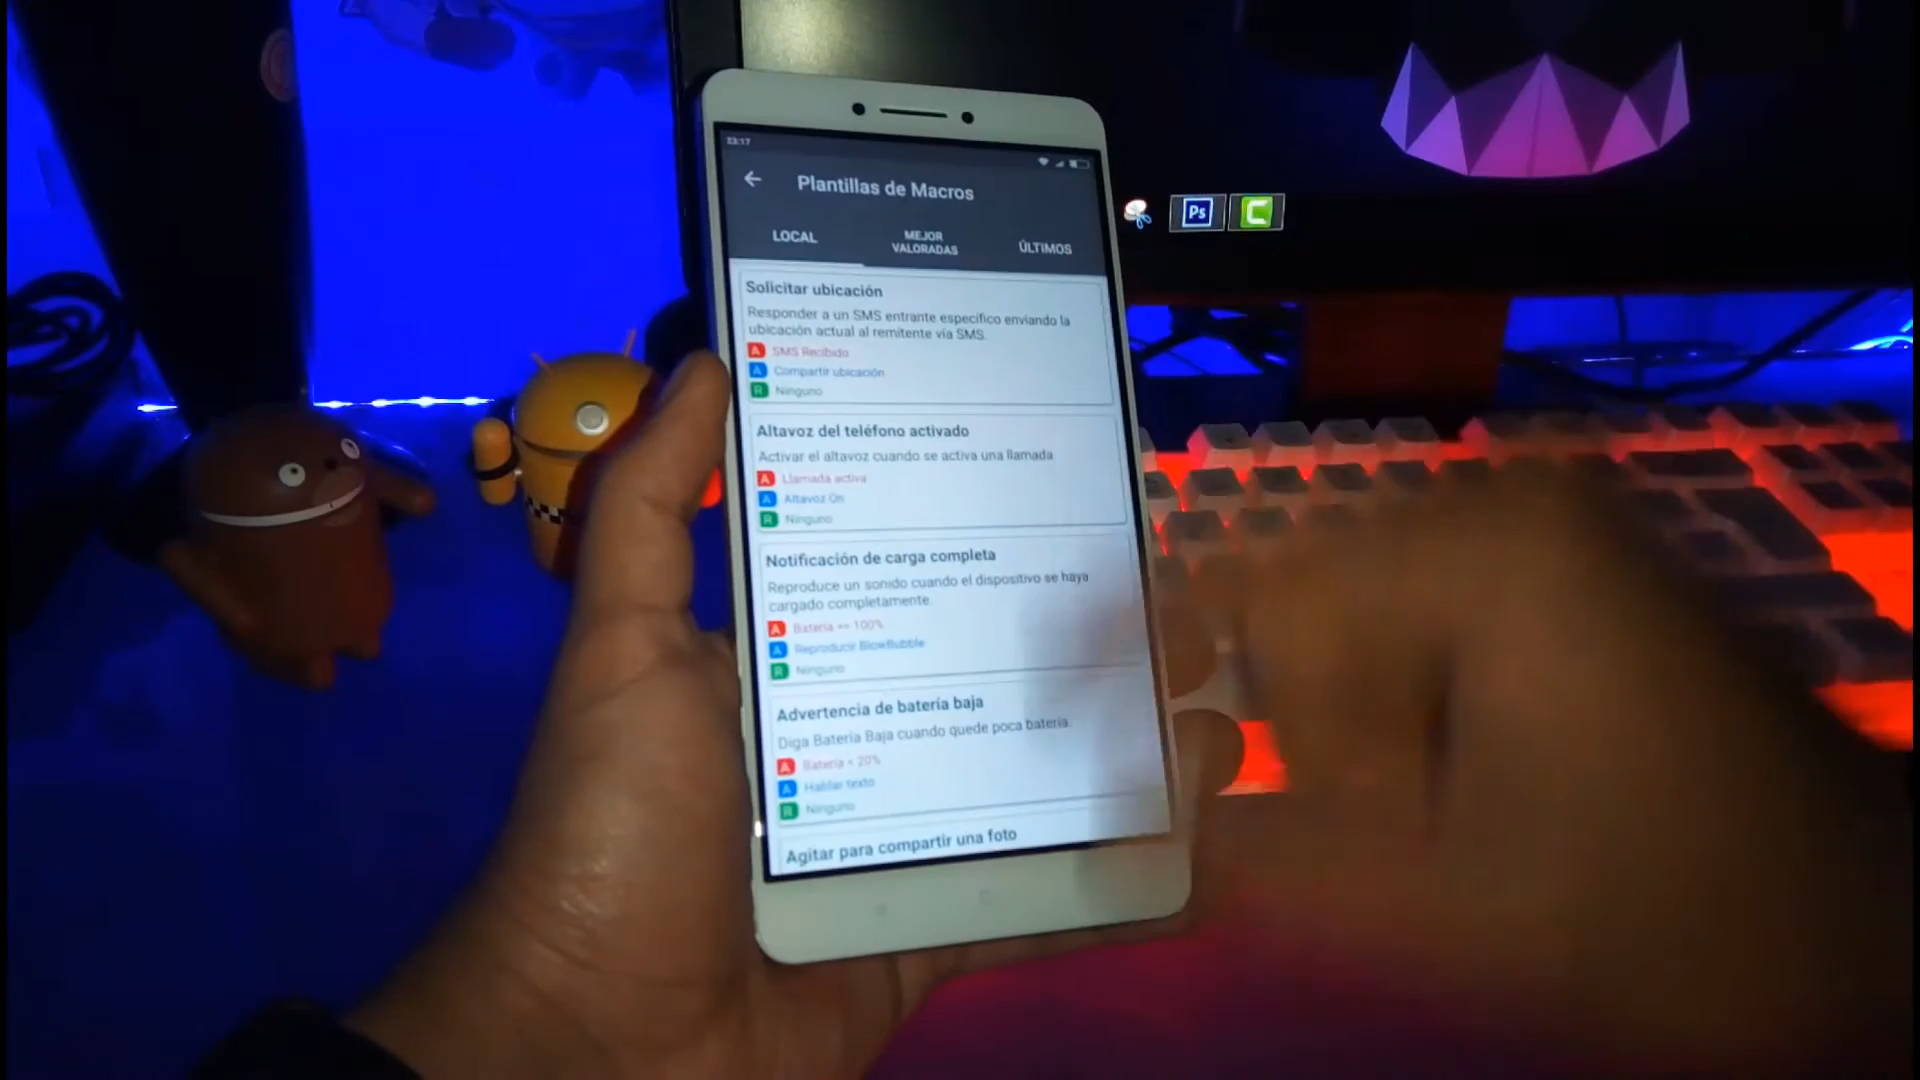 23:17
Plantillas de Macros
LOCAL
MEJOR
VALORADAS
ÚLTIMOS
Solicitar ubicación
Responder a un SMS entrante específico enviando la
ubicación actual al remitente vía SMS.
A SMS Recibido
A Compartir ubicación
R Ninguno
Altavoz del teléfono activado
Activar el altavoz cuando se activa una llamada
A Llamada activa
A Altavoz On
R Ninguno
Notificación de carga completa
Reproduce un sonido cuando el dispositivo se haya
cargado completamente.
A Batería == 100%
A Reproducir BlowBubble
R Ninguno
Advertencia de batería baja
Diga Batería Baja cuando quede poca batería.
A Batería < 20%
A Hablar texto
R Ninguno
Agitar para compartir una foto
Ps
C